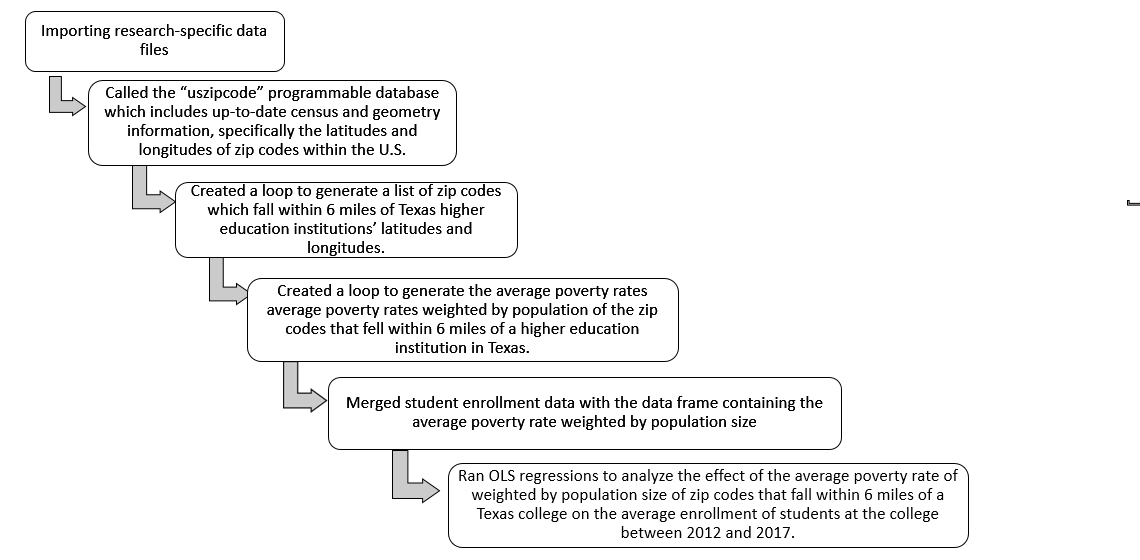 Importing research-specific data
files
Called the “uszipcode” programmable database
which includes up-to-date census and geometry
information, specifically the latitudes and
longitudes of zip codes within the U.S.
Created a loop to generate a list of zip codes
which fall within 6 miles of Texas higher
education institutions’ latitudes and
longitudes.
Created a loop to generate the average poverty rates
average poverty rates weighted by population of the zip
codes that fell within 6 miles of a higher education
institution in Texas.
Merged student enrollment data with the data frame containing the
average poverty rate weighted by population size
Ran OLS regressions to analyze the effect of the average poverty rate of
weighted by population size of zip codes that fall within 6 miles of a
Texas college on the average enrollment of students at the college
between 2012 and 2017.